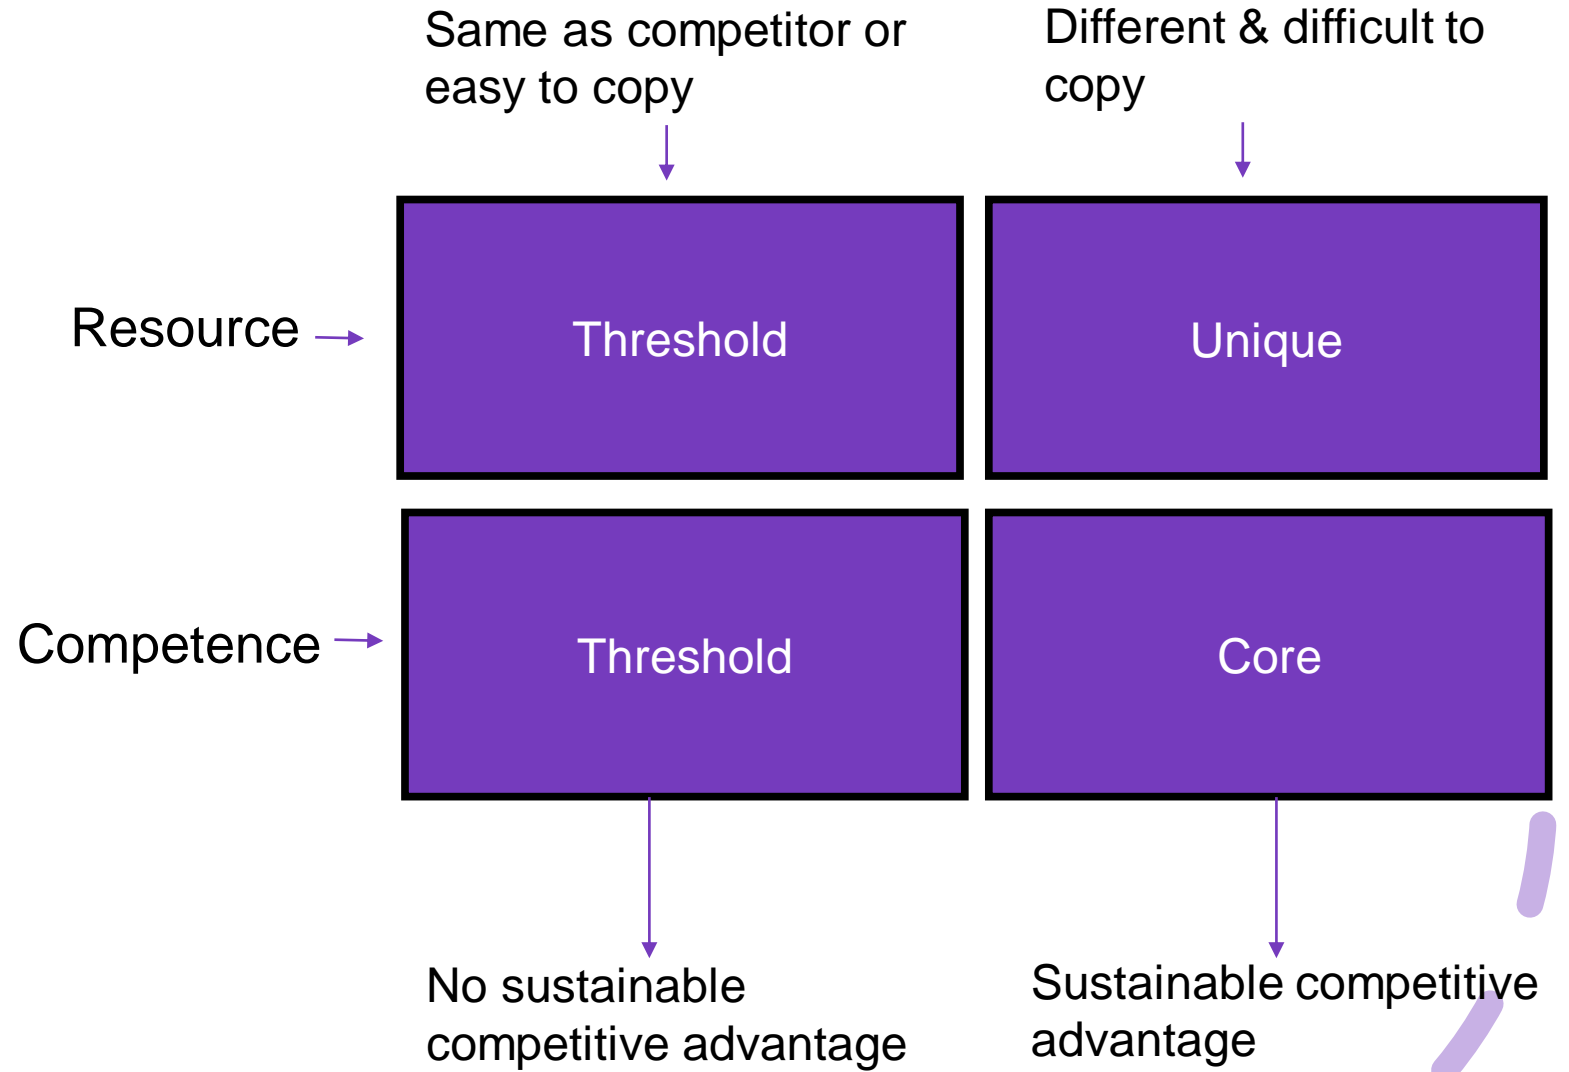 Same as competitor or
easy to copy
Different & difficult to
copy
Resource
Threshold
Unique
Competence
Threshold
Core
No sustainable
competitive advantage
Sustainable competitive
advantage